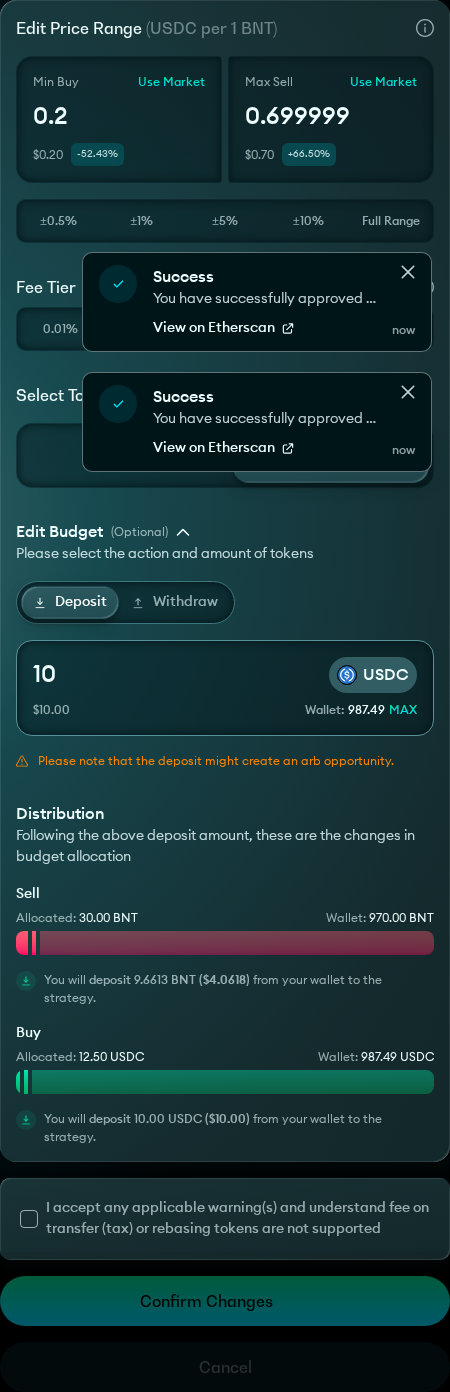 Edit Price Range (USDC per 1 BNT)
Min Buy
Use Market
0.2
$0.20
-52.43%
Max Sell
Use Market
0.699999
$0.70
+66.50%
±0.5%
±1%
±5%
±10%
Full Range
Fee Tier
0.01%
Success
You have successfully approved ...
View on Etherscan
now
Select To
Success
You have successfully approved ...
View on Etherscan
now
Edit Budget (Optional)
Please select the action and amount of tokens
Deposit
Withdraw
10
USDC
$10.00
Wallet: 987.49 MAX
Please note that the deposit might create an arb opportunity.
Distribution
Following the above deposit amount, these are the changes in
budget allocation
Sell
Allocated: 30.00 BNT
Wallet: 970.00 BNT
You will deposit 9.6613 BNT ($4.0618) from your wallet to the
strategy.
Buy
Allocated: 12.50 USDC
Wallet: 987.49 USDC
You will deposit 10.00 USDC ($10.00) from your wallet to the
strategy.
I accept any applicable warning(s) and understand fee on
transfer (tax) or rebasing tokens are not supported
Confirm Changes
Cancel